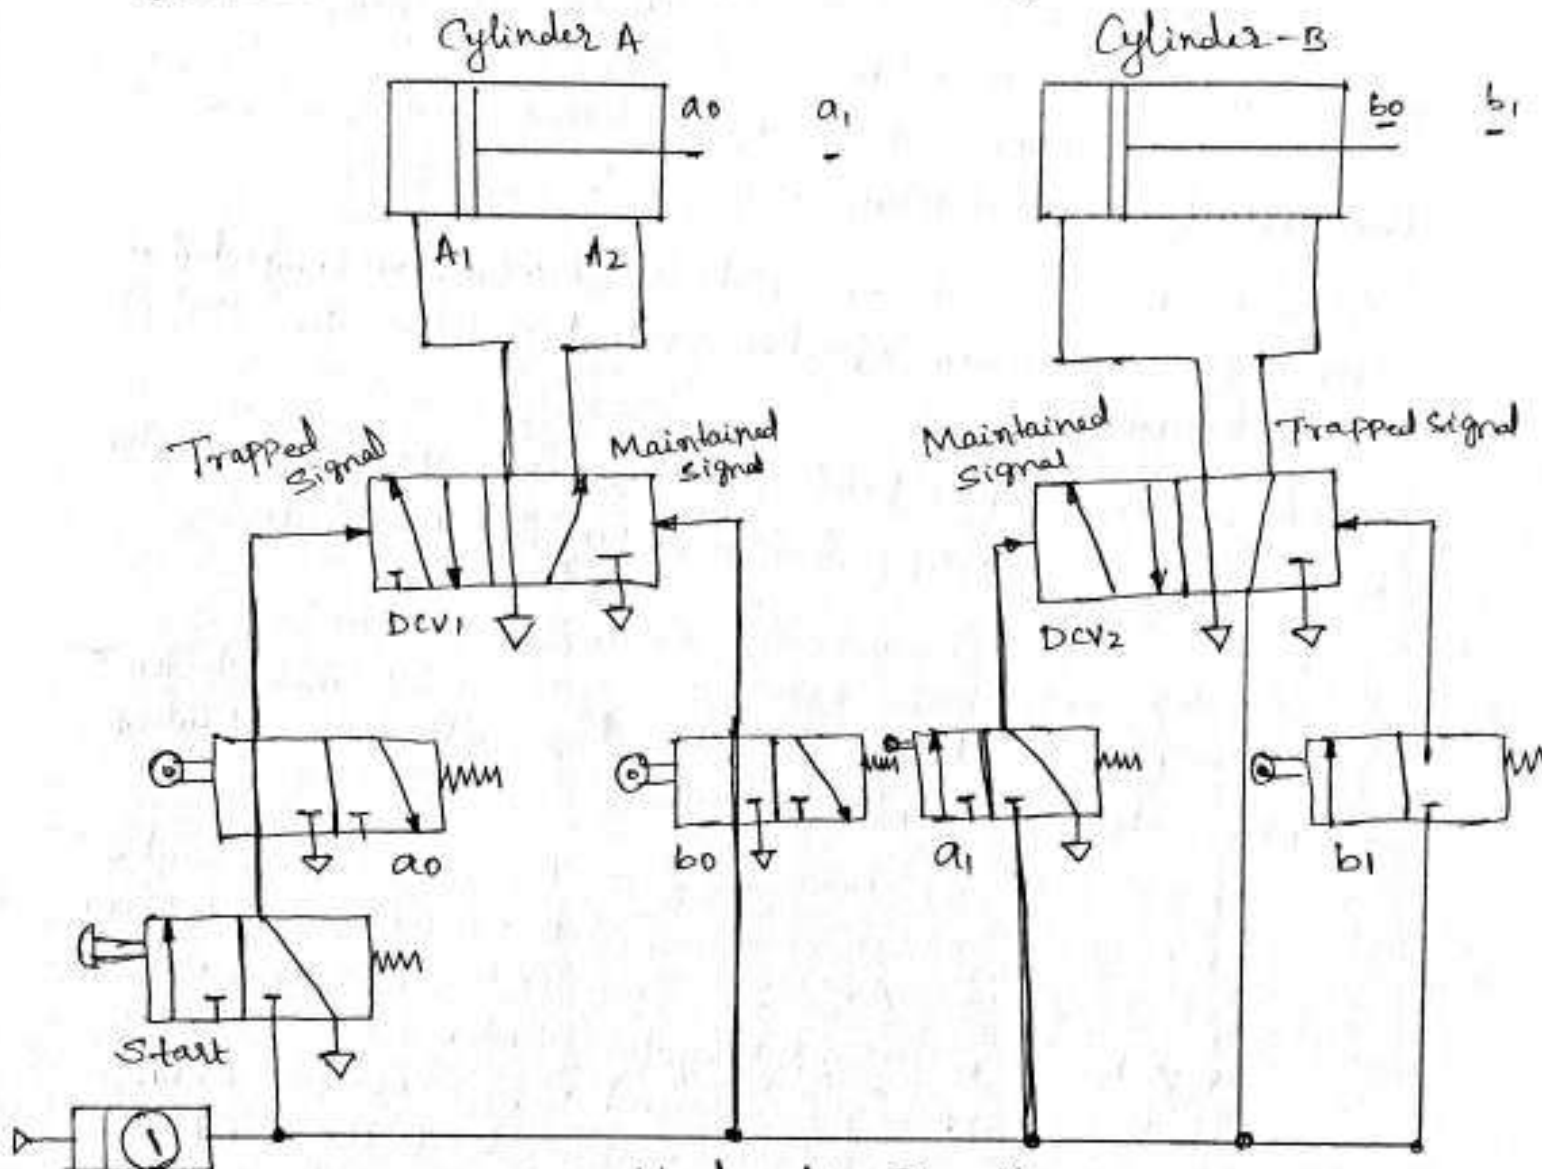 Cylinder A
Cylinder-B
a0
a1
b0
b1
A1
A2
Trapped
Signal
Maintained
Signal
Maintained
Signal
Trapped Signal
DCV1
DCV2
a0
b0
a1
b1
Start